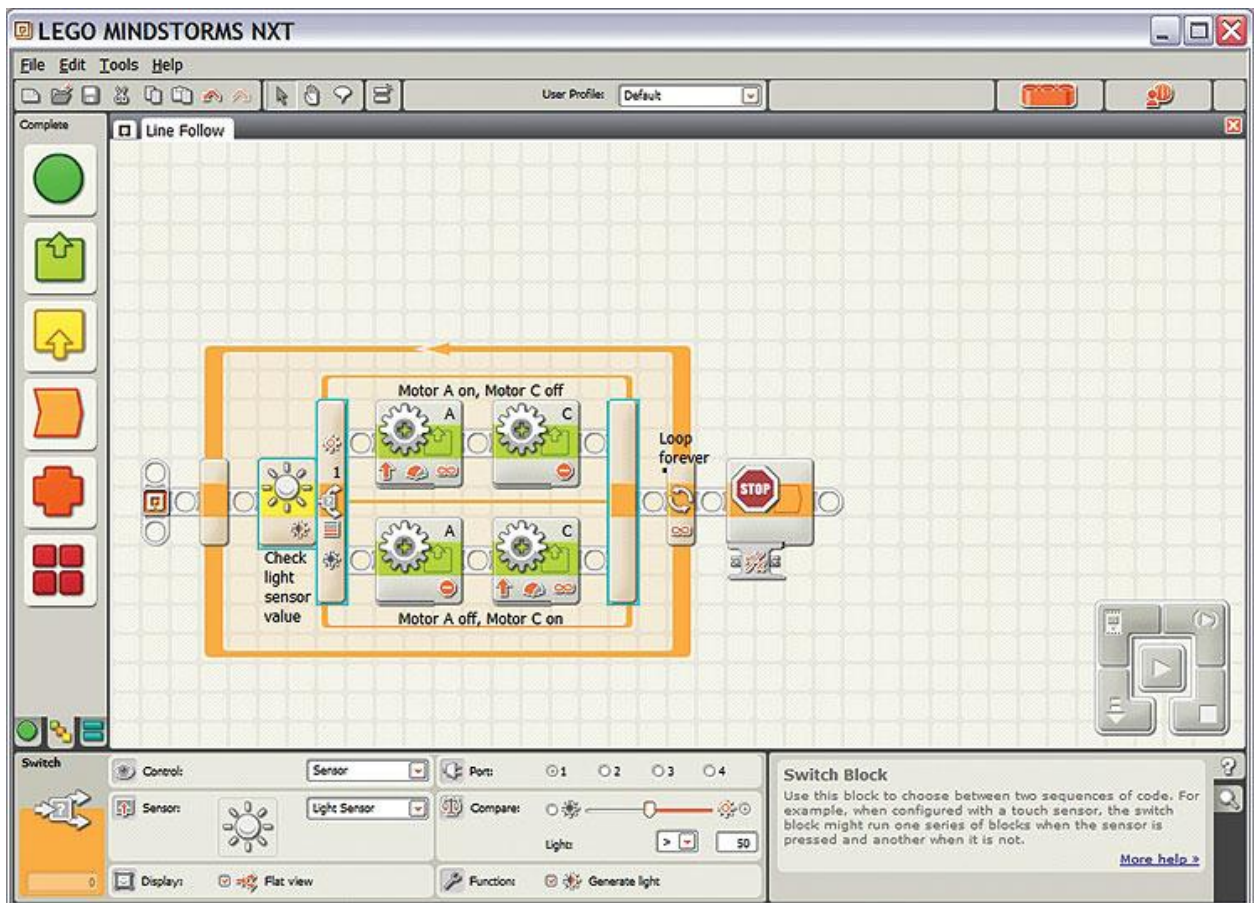 LEGO MINDSTORMS NXT
File Edit Tools Help
User Profile: Default
Complete
Line Follow
Motor A on, Motor C off
A C
Loop
forever
1
STOP
A C
Check
light
sensor
value
Motor A off, Motor C on
Switch
Control: Sensor
Port: 1 2 3 4
Sensor: Light Sensor
Compare:
Light: > 50
0
Display: Flat view
Function: Generate light
Switch Block
Use this block to choose between two sequences of code. For
example, when configured with a touch sensor, the switch
block might run one series of blocks when the sensor is
pressed and another when it is not.
More help »
?